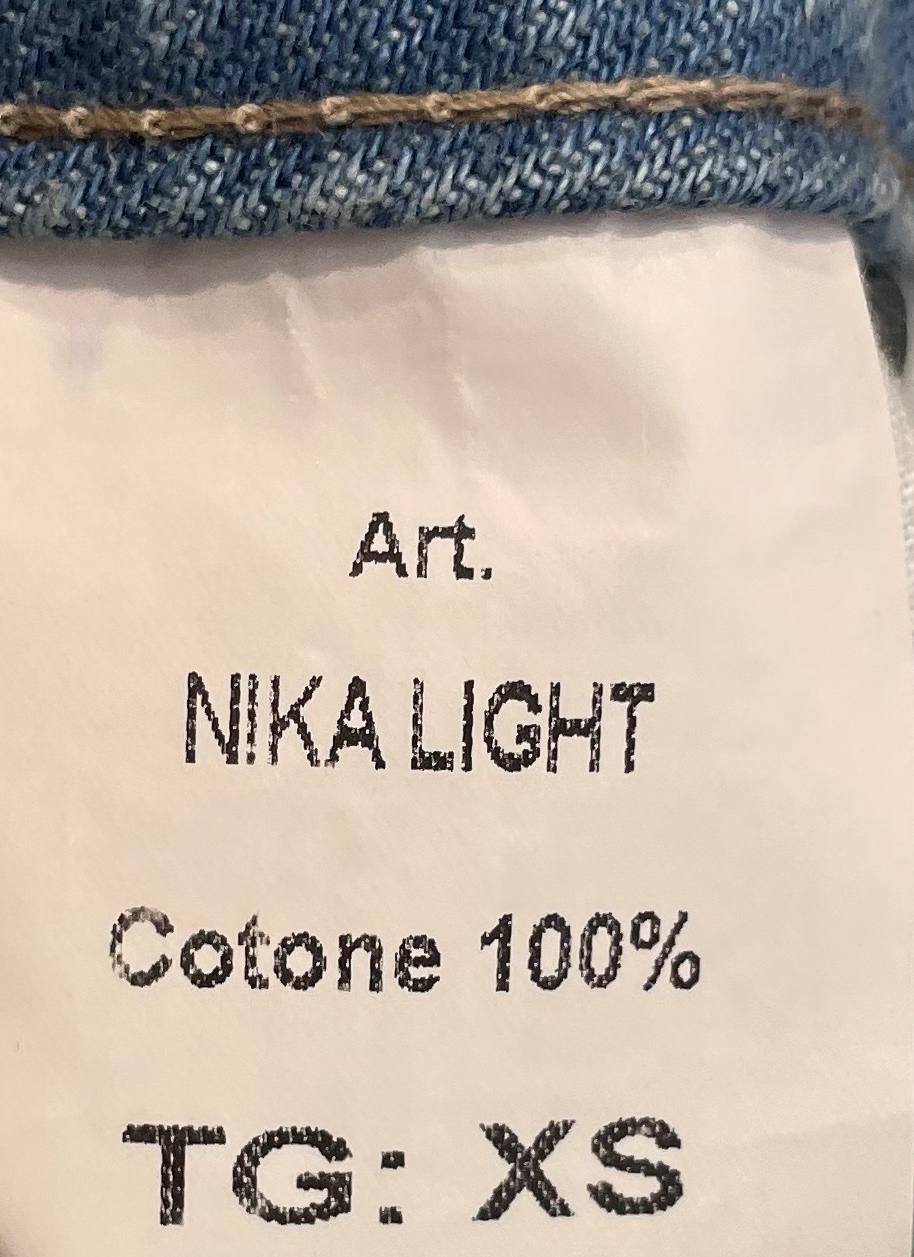 Art.
NIKA LIGHT
Cotone 100%
TG: XS